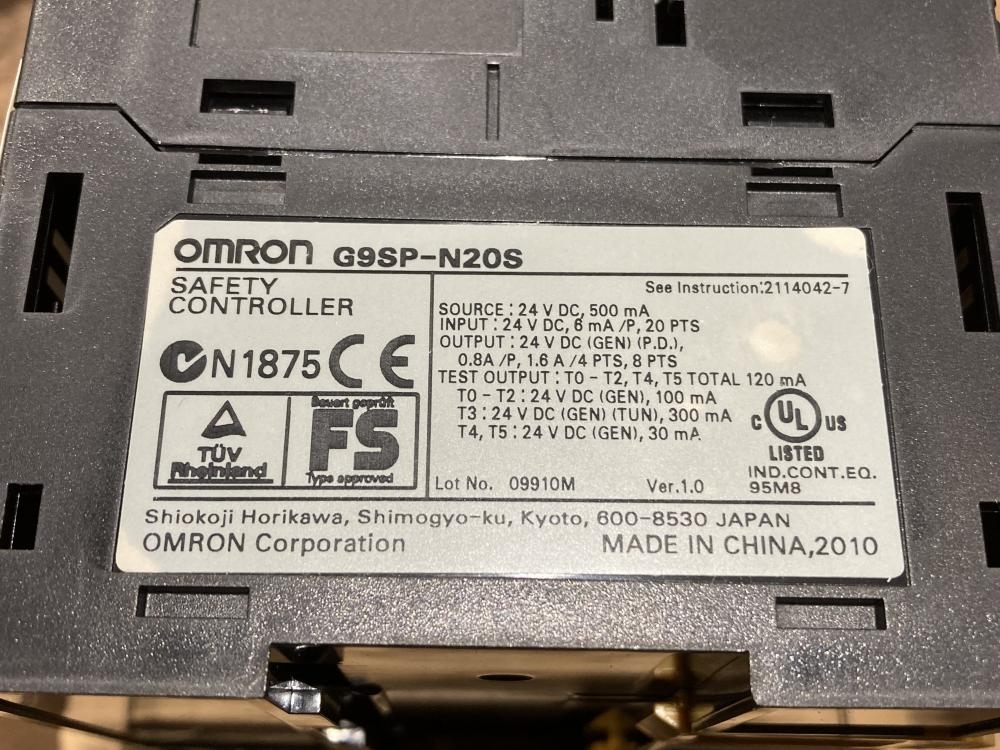 OMRON G9SP-N20S
SAFETY
CONTROLLER
See Instruction:2114042-7
SOURCE : 24 V DC, 500 mA
INPUT : 24 V DC, 6 mA /P, 20 PTS
OUTPUT : 24 V DC (GEN) (P.D.),
0.8A /P, 1.6 A /4 PTS, 8 PTS
TEST OUTPUT : T0 - T2, T4, T5 TOTAL 120 mA
T0 - T2 : 24 V DC (GEN), 100 mA
T3 : 24 V DC (GEN) (TUN), 300 mA
T4, T5 : 24 V DC (GEN), 30 mA
N1875 CE
TÜV
Rheinland
Bauart geprüft
FS
Type approved
C UL US
LISTED
IND.CONT.EQ.
95M8
Lot No. 09910M Ver.1.0
Shiokoji Horikawa, Shimogyo-ku, Kyoto, 600-8530 JAPAN
OMRON Corporation MADE IN CHINA,2010